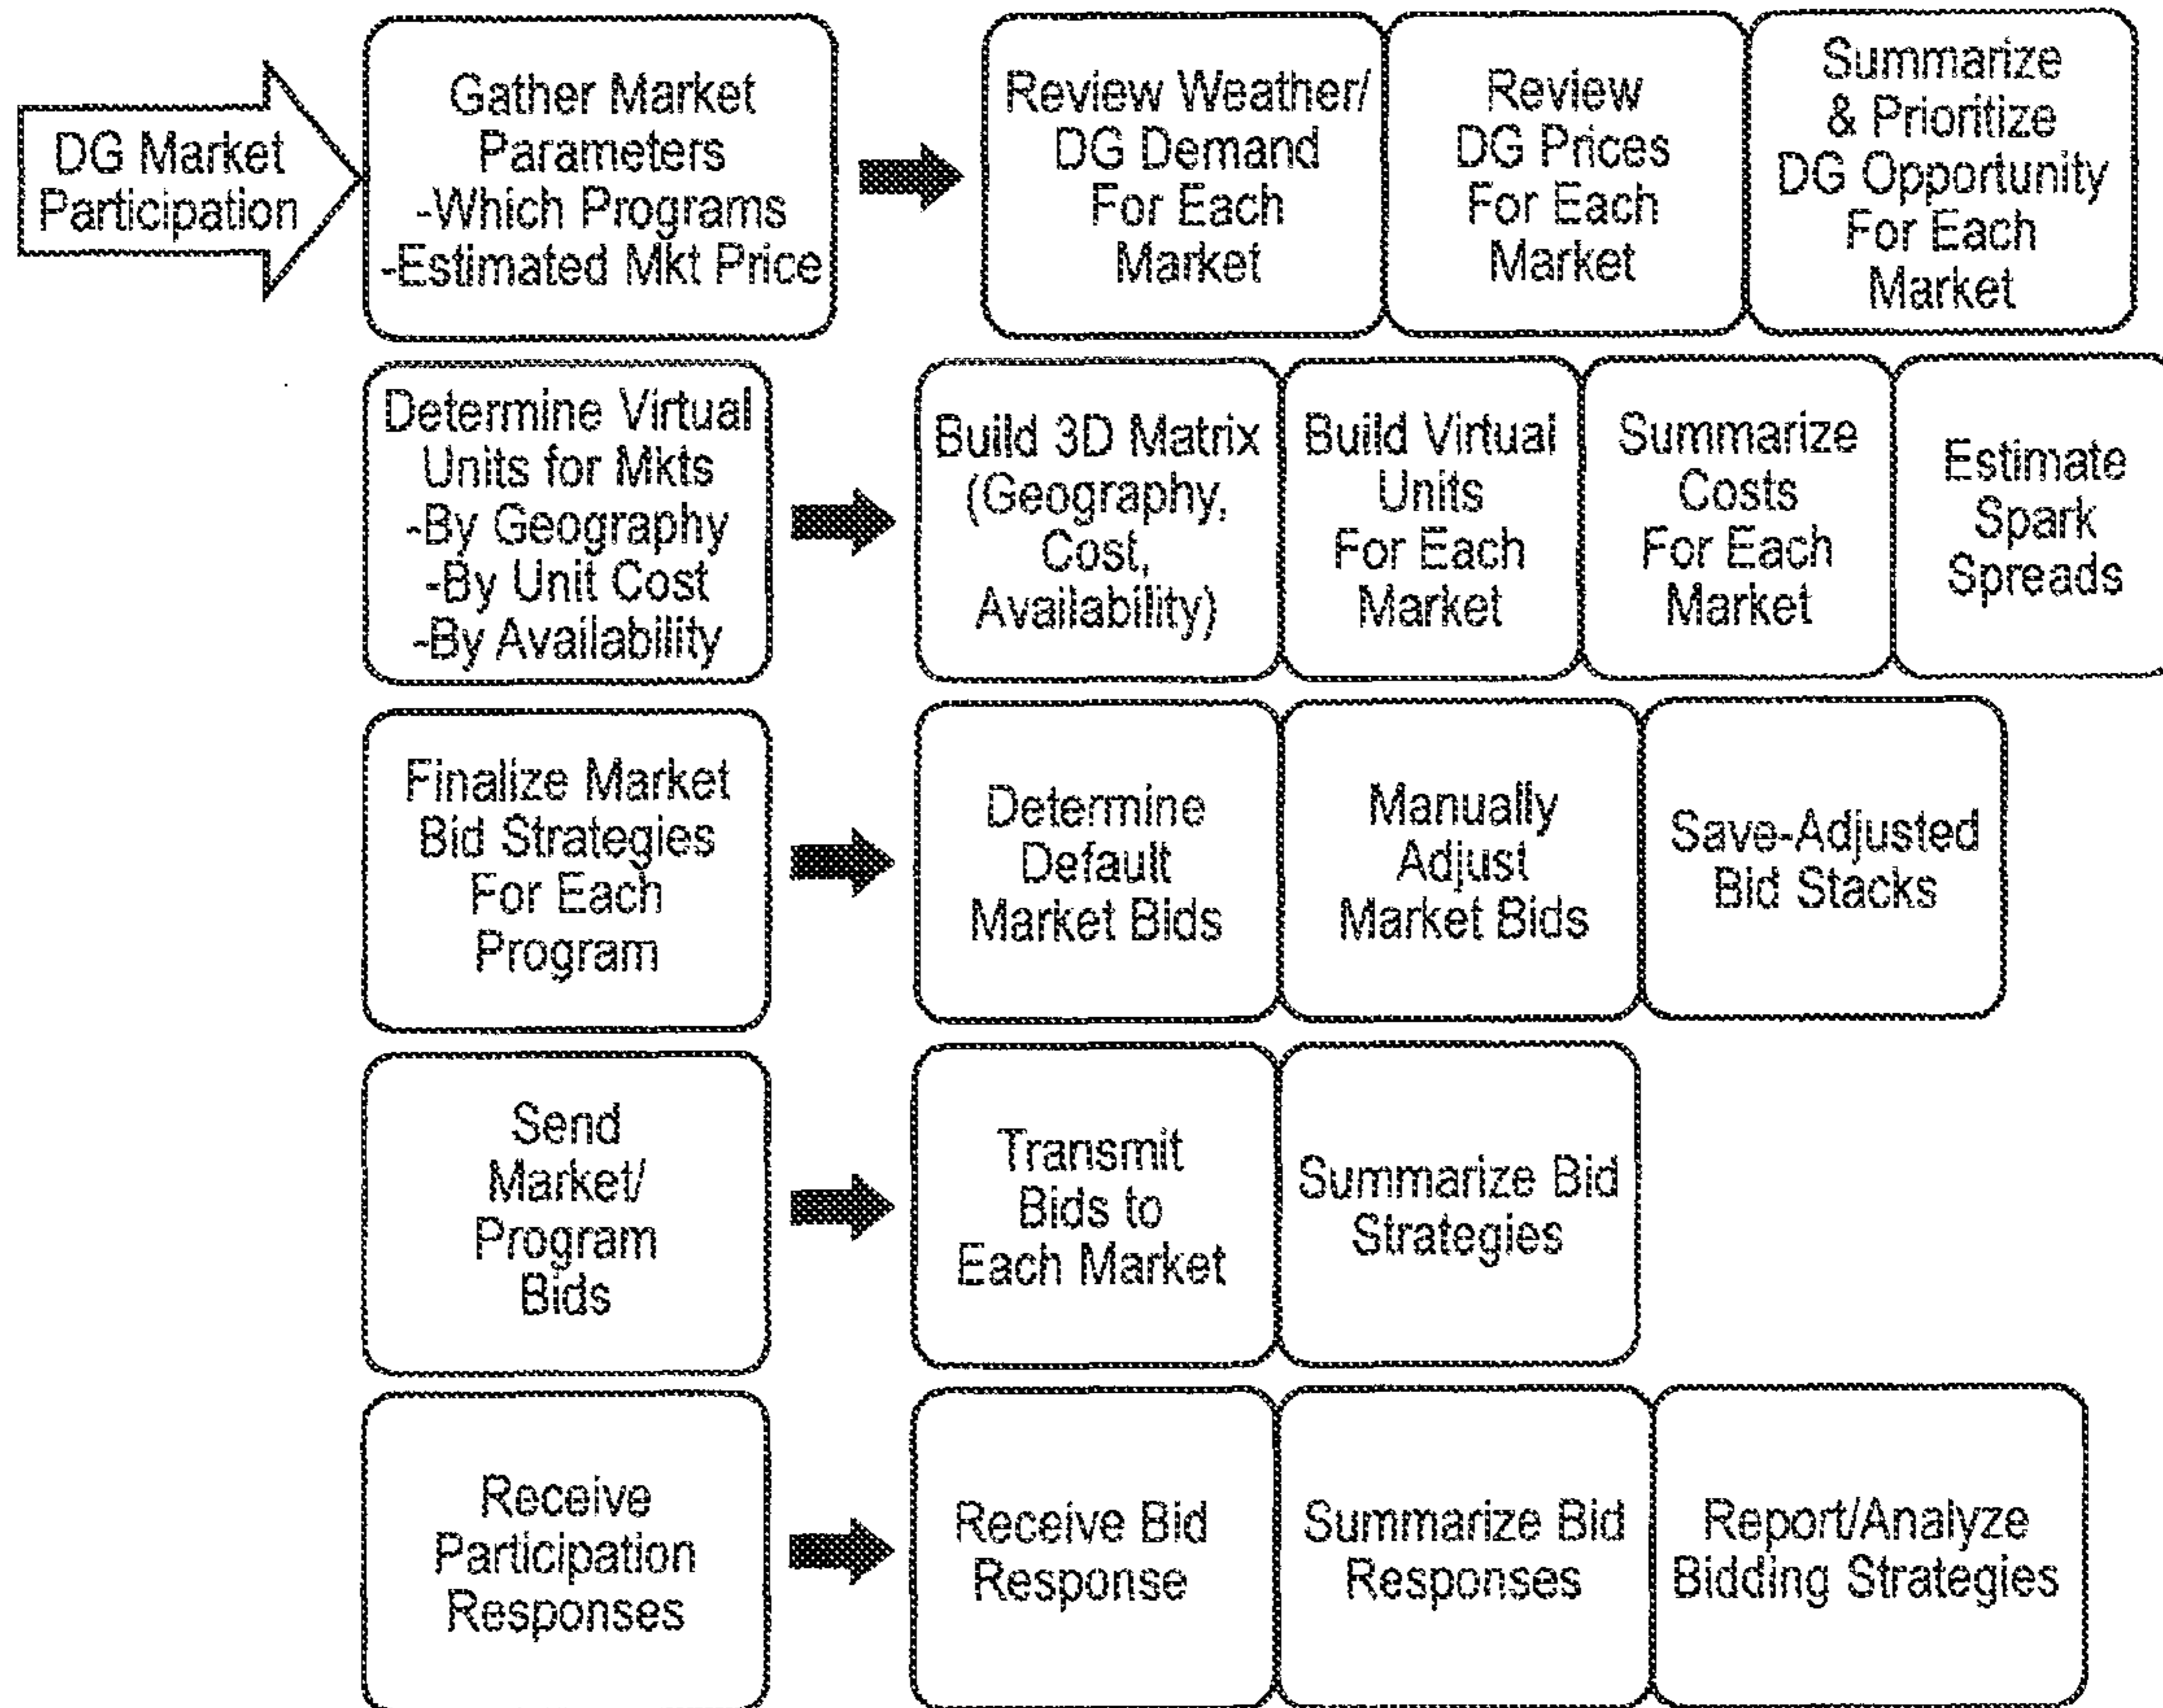 DG Market
Participation
Gather Market
Parameters
-Which Programs
-Estimated Mkt Price
Review Weather/
DG Demand
For Each
Market
Review
DG Prices
For Each
Market
Summarize
& Prioritize
DG Opportunity
For Each
Market
Determine Virtual
Units for Mkts
-By Geography
-By Unit Cost
-By Availability
Build 3D Matrix
(Geography,
Cost,
Availability)
Build Virtual
Units
For Each
Market
Summarize
Costs
For Each
Market
Estimate
Spark
Spreads
Finalize Market
Bid Strategies
For Each
Program
Determine
Default
Market Bids
Manually
Adjust
Market Bids
Save-Adjusted
Bid Stacks
Send
Market/
Program
Bids
Transmit
Bids to
Each Market
Summarize Bid
Strategies
Receive
Participation
Responses
Receive Bid
Response
Summarize Bid
Responses
Report/Analyze
Bidding Strategies